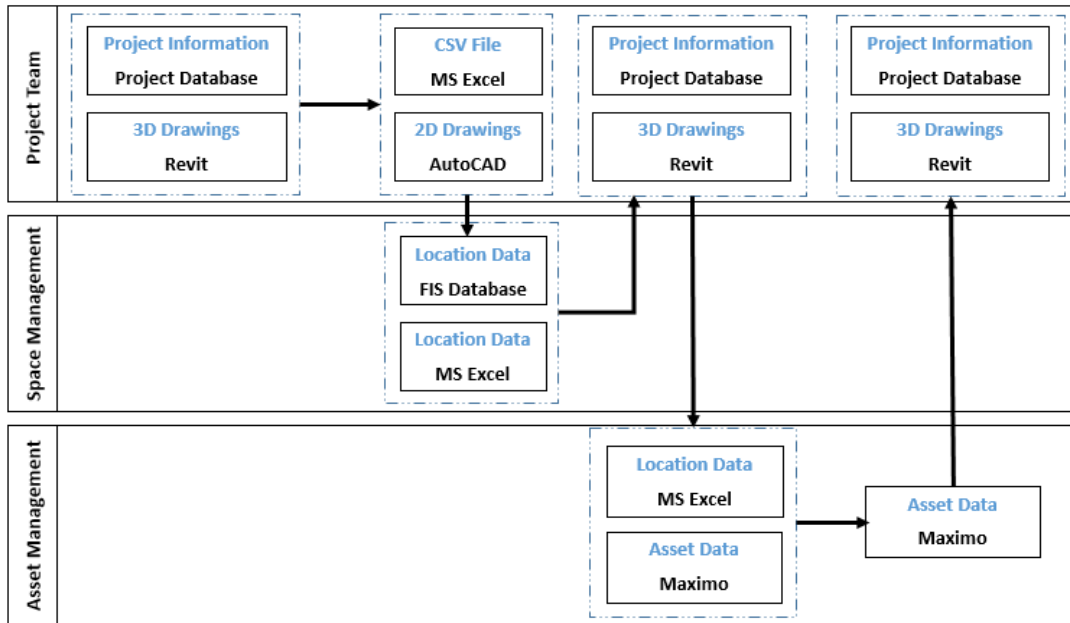 Project Team
Project Information
Project Database
3D Drawings
Revit
CSV File
MS Excel
2D Drawings
AutoCAD
Project Information
Project Database
3D Drawings
Revit
Project Information
Project Database
3D Drawings
Revit
Space Management
Location Data
FIS Database
Location Data
MS Excel
Asset Management
Location Data
MS Excel
Asset Data
Maximo
Asset Data
Maximo